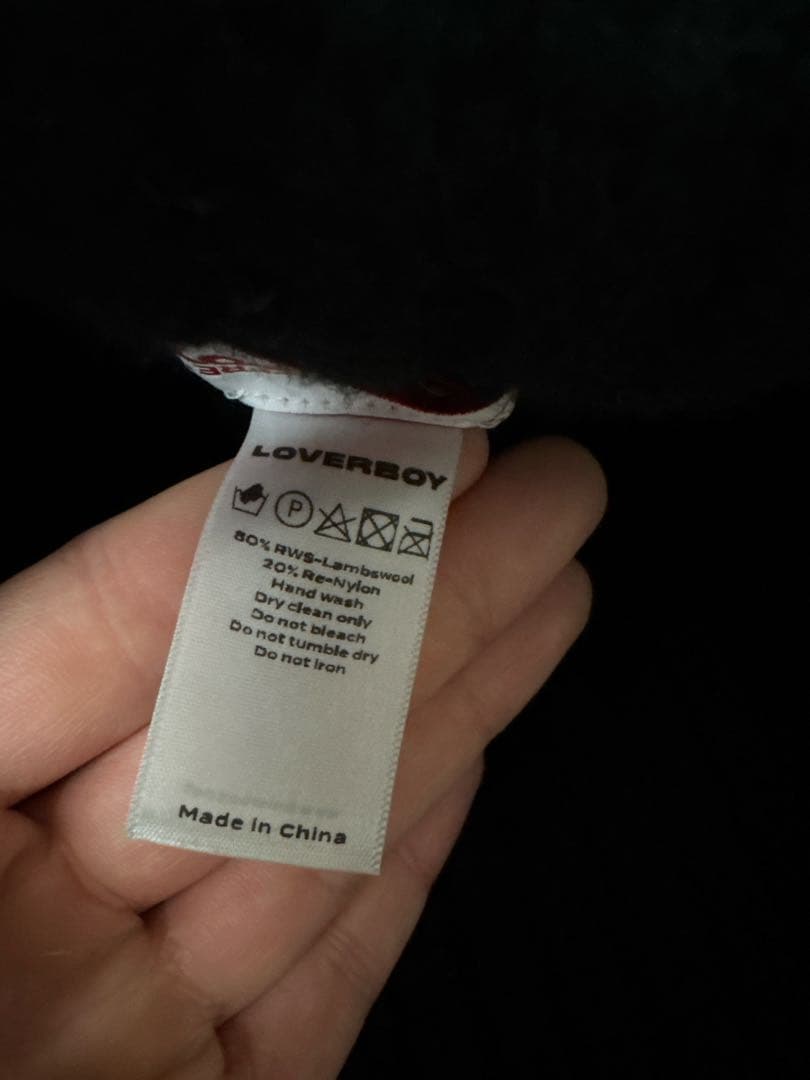 LOVERBOY
P
80% RWS-Lambswool
20% Re-Nylon
Hand wash
Dry clean only
Do not bleach
Do not tumble dry
Do not Iron
Made in China